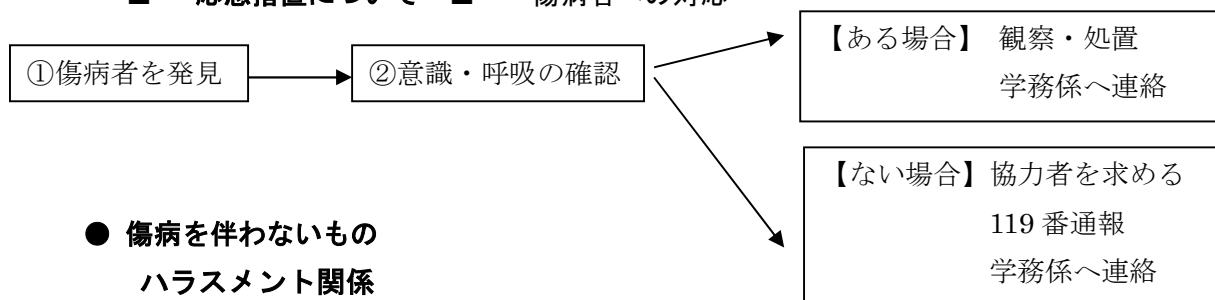 ①傷病者を発見
②意識・呼吸の確認
【ある場合】 観察・処置
学務係へ連絡
【ない場合】協力者を求める
119 番通報
学務係へ連絡
● 傷病を伴わないもの
ハラスメント関係